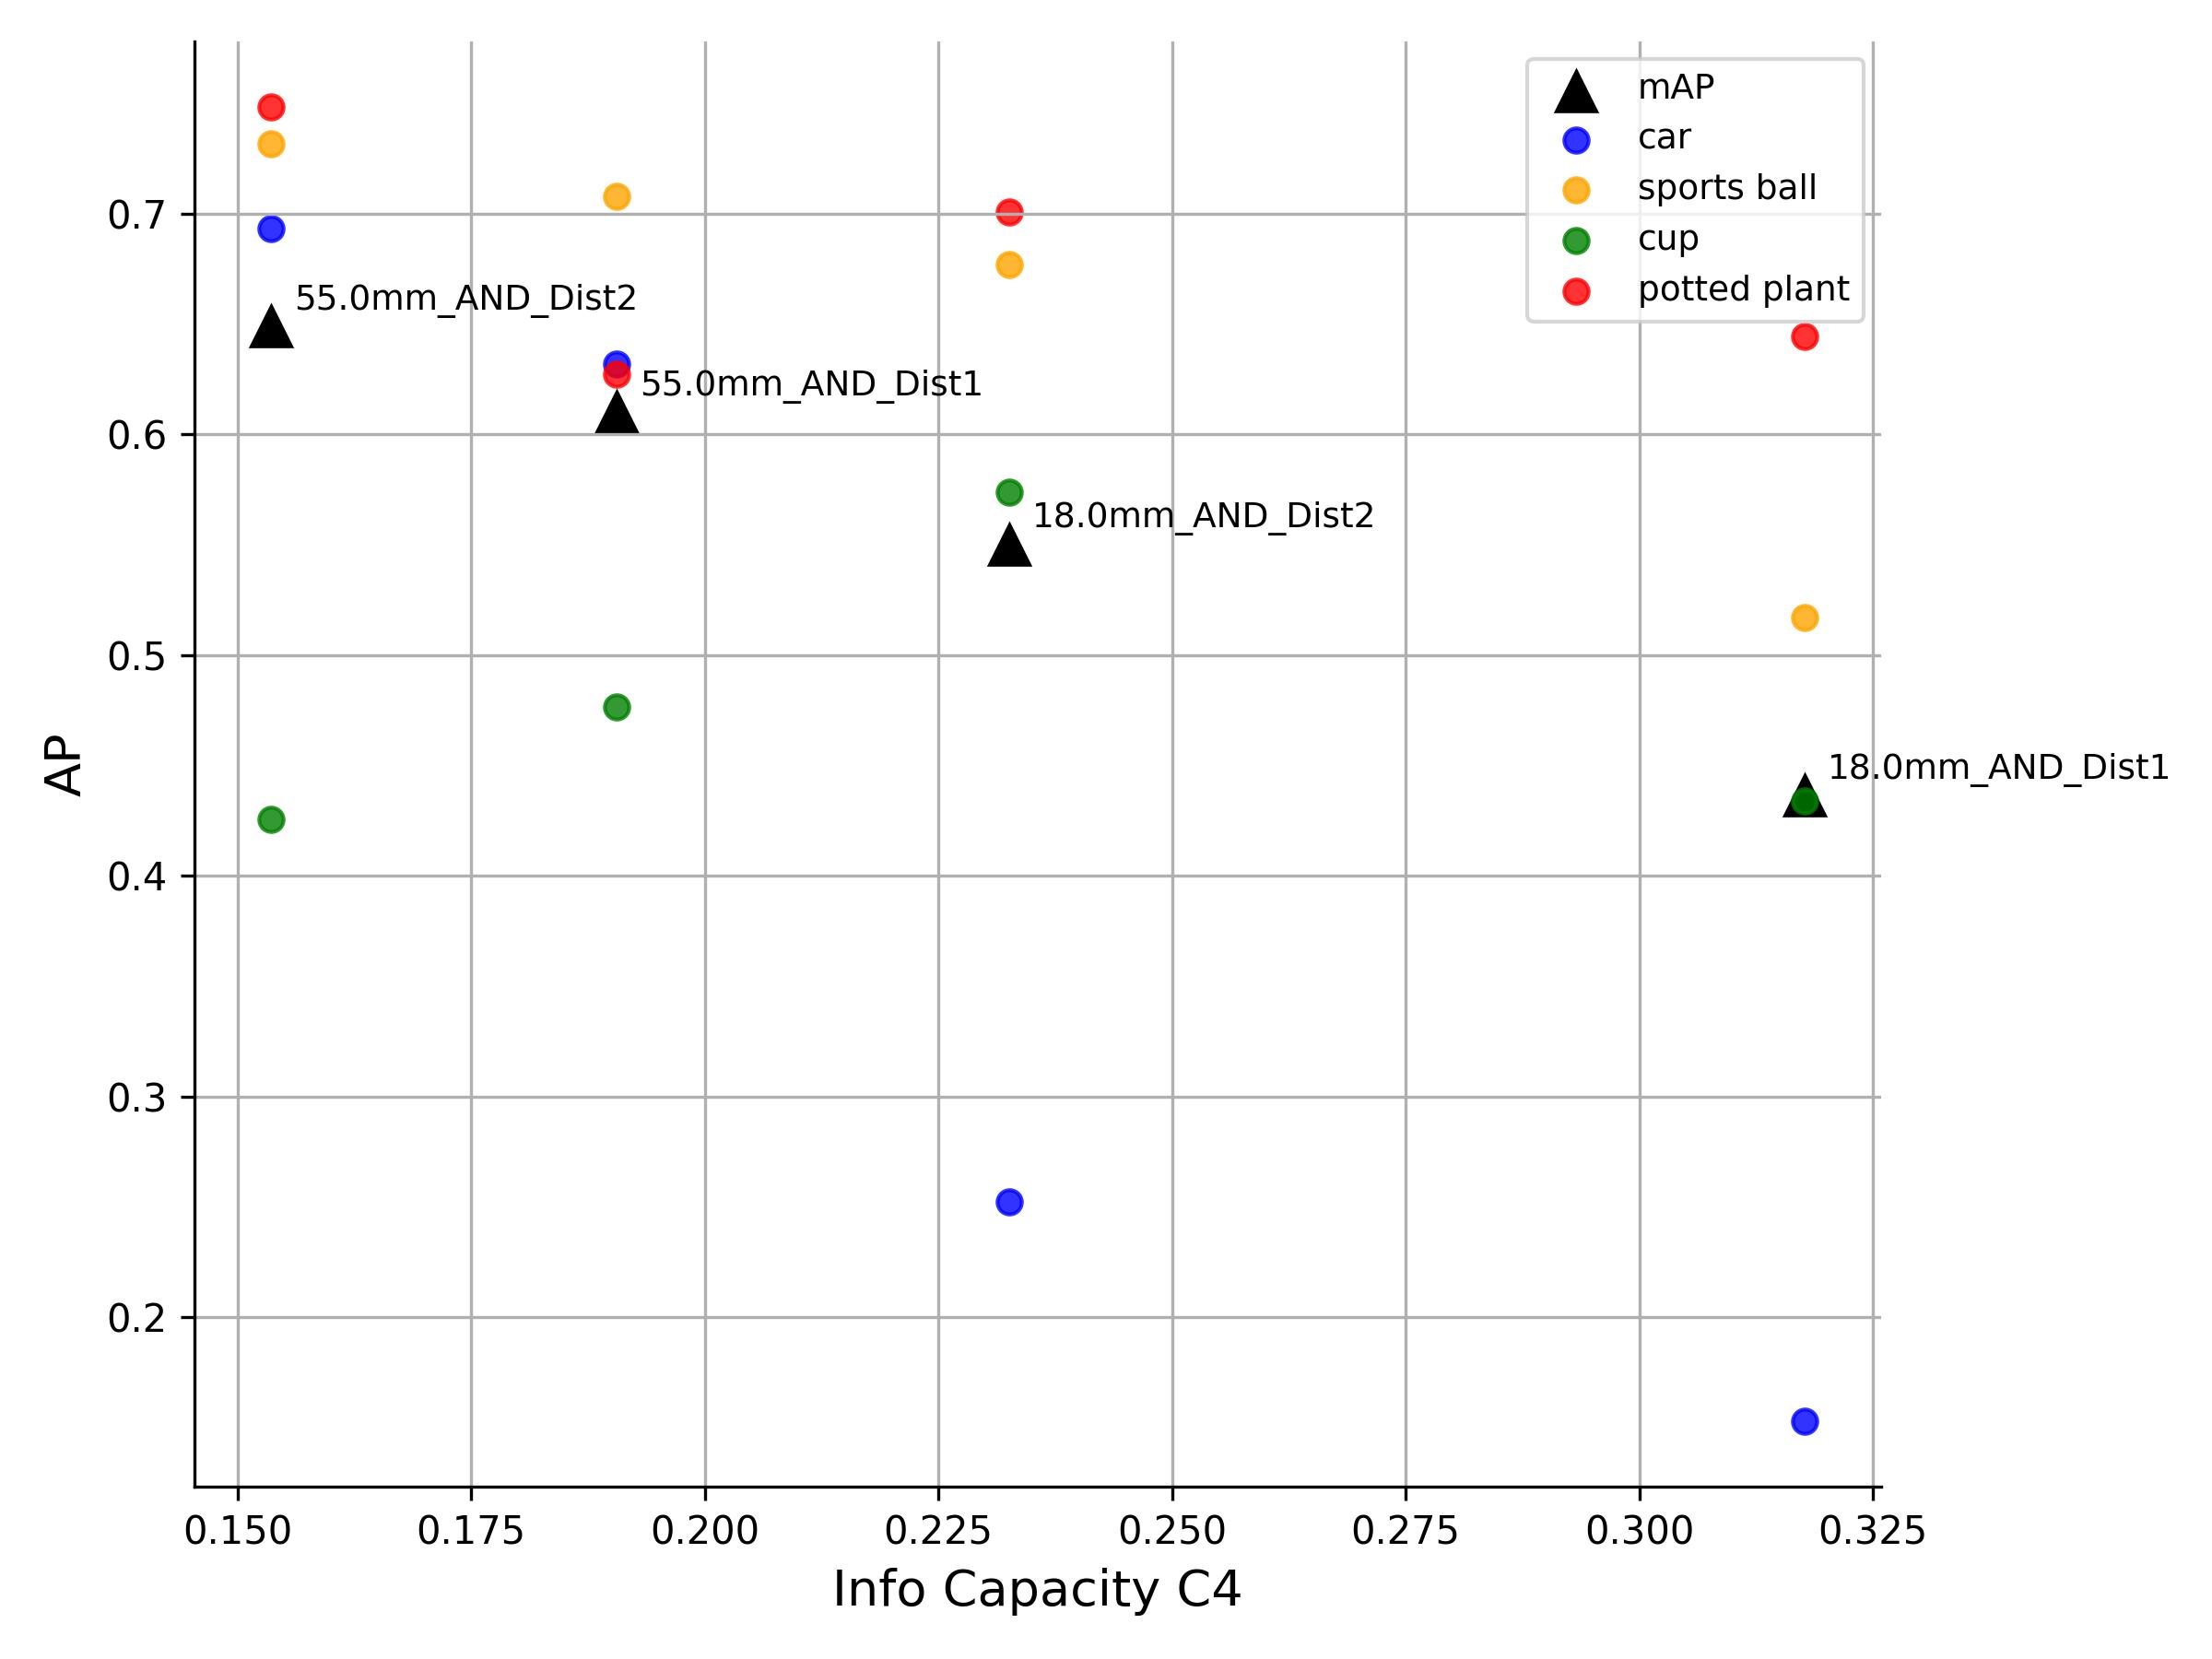 mAP
car
sports ball
cup
potted plant
55.0mm_AND_Dist2
55.0mm_AND_Dist1
18.0mm_AND_Dist2
18.0mm_AND_Dist1
AP
0.7
0.6
0.5
0.4
0.3
0.2
0.150 0.175 0.200 0.225 0.250 0.275 0.300 0.325
Info Capacity C4